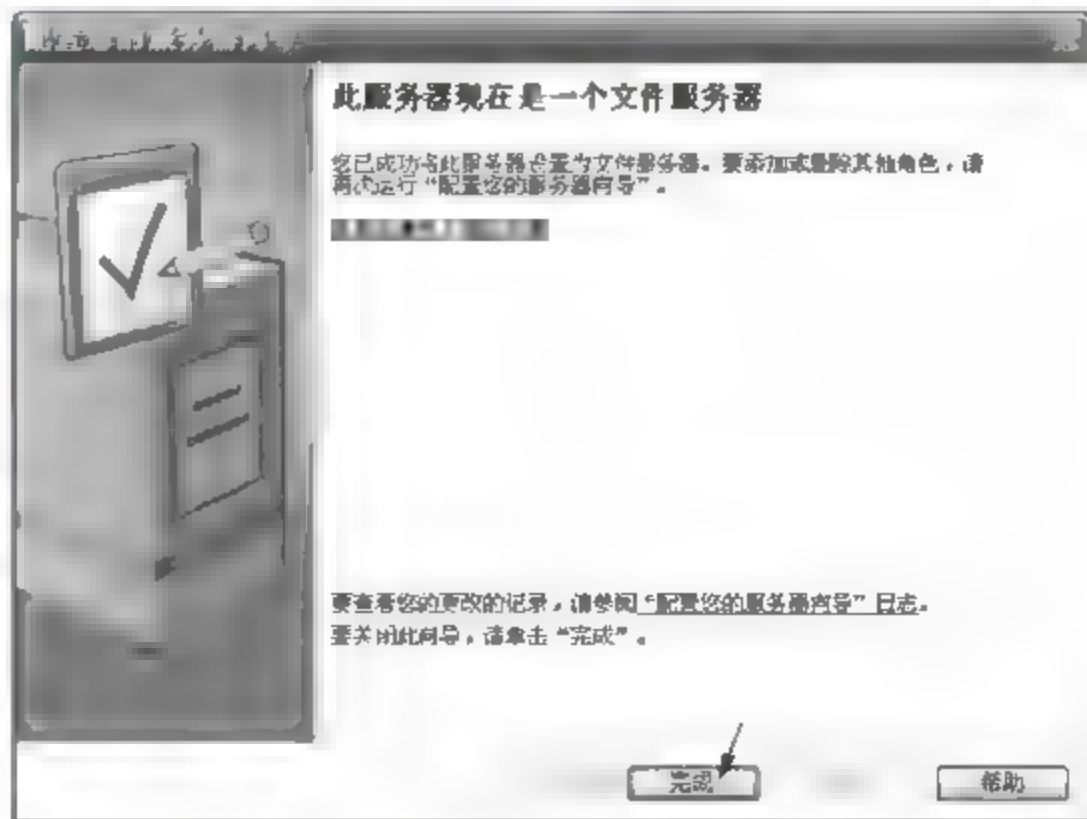 此服务器现在是一个文件服务器
您已成功将此服务器设置为文件服务器。要添加或删除其他角色，请
再次运行“配置您的服务器向导”。
要查看您的更改的记录，请参阅“配置您的服务器向导”日志。
要关闭此向导，请单击“完成”。
完成
帮助